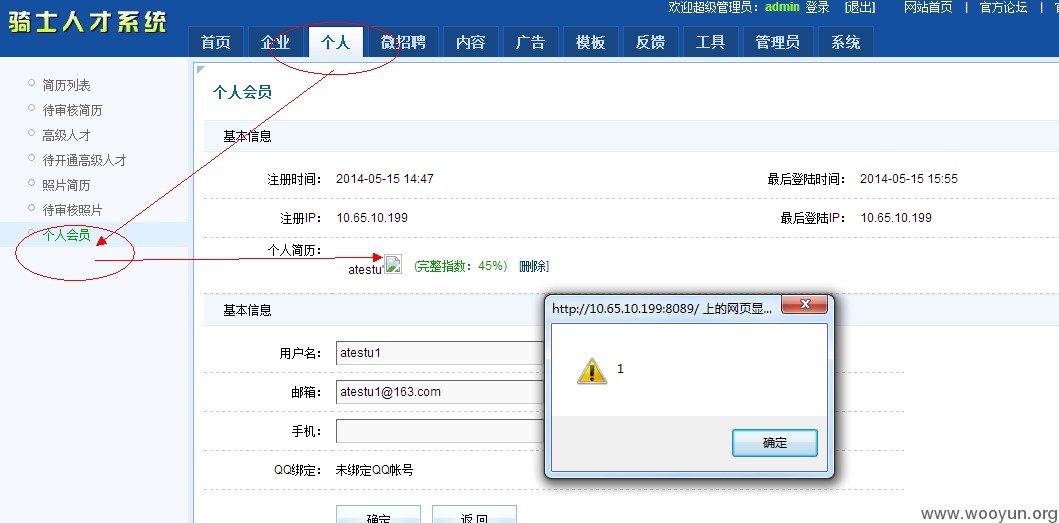 骑士人才系统
欢迎超级管理员：admin 登录 [退出] 网站首页 | 官方论坛 |
首页 企业 个人 微招聘 内容 广告 模板 反馈 工具 管理员 系统
简历列表
待审核简历
高级人才
待开通高级人才
照片简历
待审核照片
个人会员
个人会员
基本信息
注册时间： 2014-05-15 14:47 最后登陆时间： 2014-05-15 15:55
注册IP： 10.65.10.199 最后登陆IP： 10.65.10.199
个人简历：
atestu' (完整指数：45%) [删除]
基本信息
用户名： atestu1
邮箱： atestu1@163.com
手机：
QQ绑定： 未绑定QQ帐号
确定 返 回
http://10.65.10.199:8089/ 上的网页显...
1
确定
www.wooyun.org